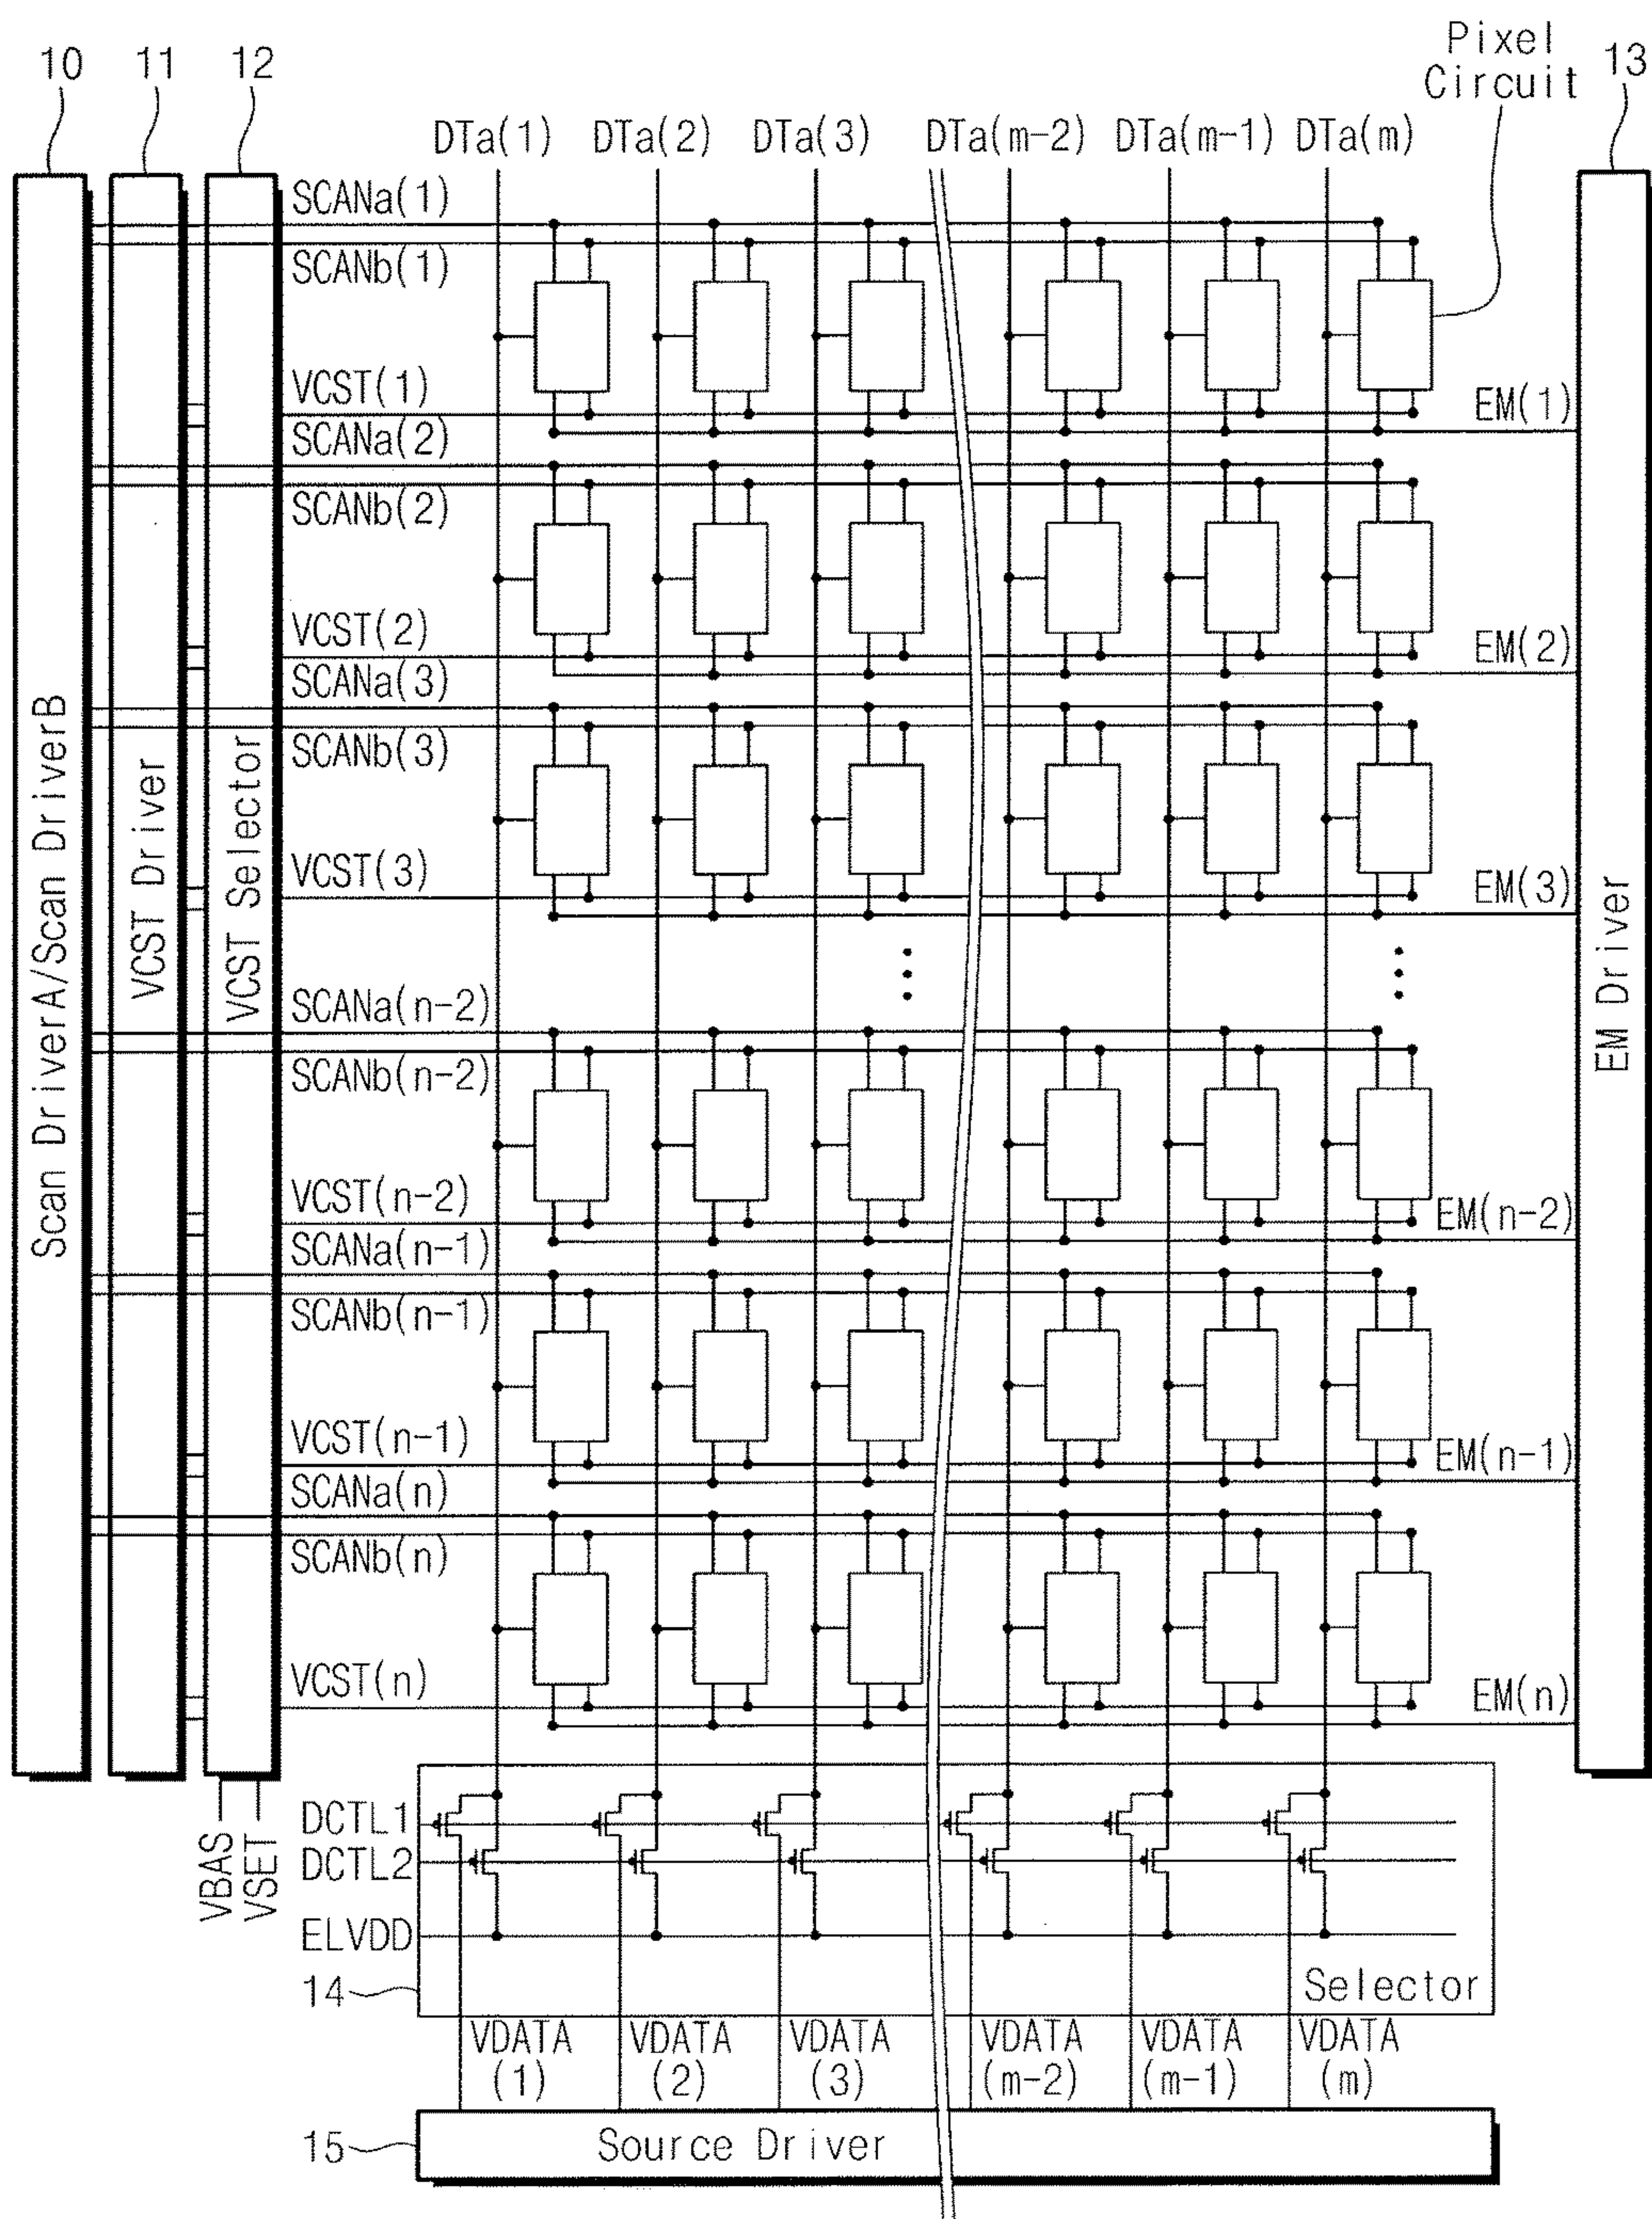 10
11
12
Pixel
Circuit
13
DTa(1)
DTa(2)
DTa(3)
DTa(m-2)
DTa(m-1)
DTa(m)
SCANa(1)
SCANb(1)
VCST(1)
EM(1)
SCANa(2)
SCANb(2)
VCST(2)
EM(2)
SCANa(3)
SCANb(3)
VCST(3)
EM(3)
Scan DriverA/Scan DriverB
VCST Driver
VCST Selector
EM Driver
SCANa(n-2)
SCANb(n-2)
VCST(n-2)
EM(n-2)
SCANa(n-1)
SCANb(n-1)
VCST(n-1)
EM(n-1)
SCANa(n)
SCANb(n)
VCST(n)
EM(n)
VBAS
VSET
DCTL1
DCTL2
ELVDD
14
Selector
VDATA
(1)
VDATA
(2)
VDATA
(3)
VDATA
(m-2)
VDATA
(m-1)
VDATA
(m)
15
Source Driver